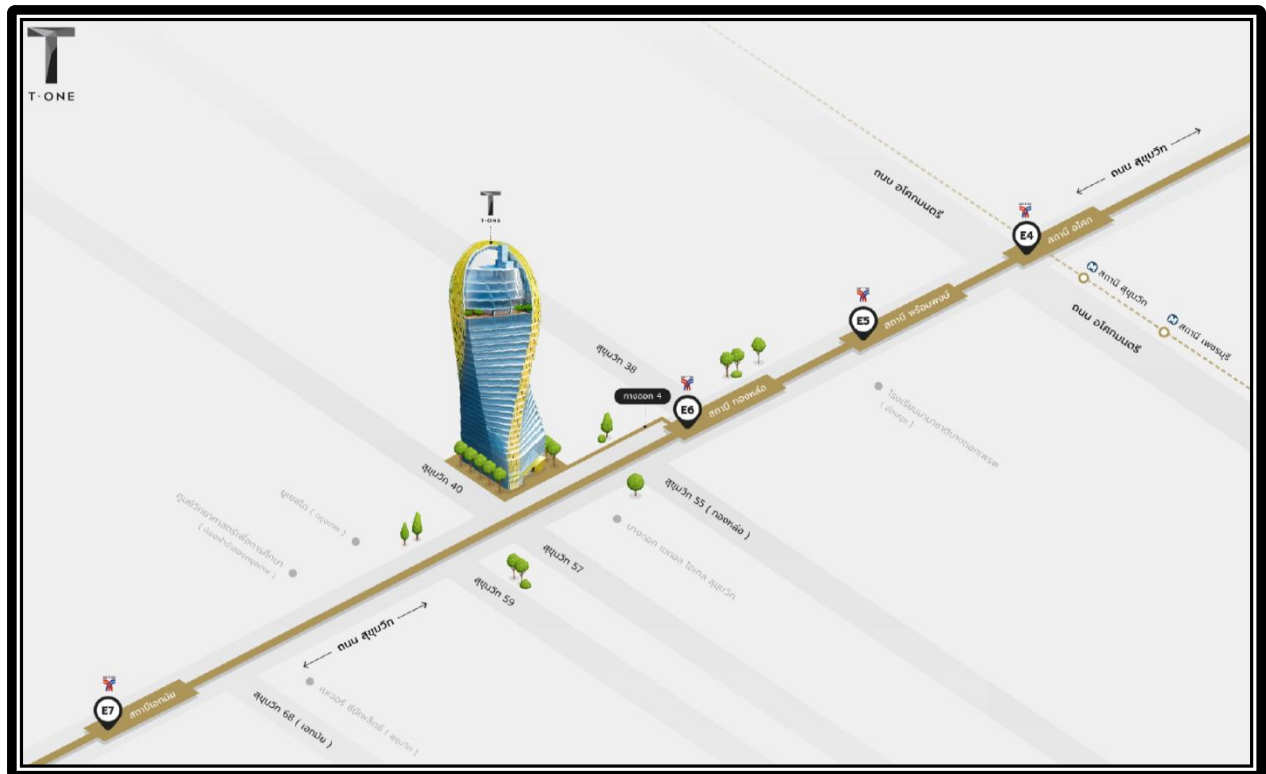 T
T·ONE
ถนน สุขุมวิท
ถนน อโศกมนตรี
T
T·ONE
E4
สถานี อโศก
สถานี สุขุมวิท
E5
สถานี พร้อมพงษ์
ถนน อโศกมนตรี
สถานี เพชรบุรี
สุขุมวิท 38
ทางออก 4
E6
สถานี ทองหล่อ
สุขุมวิท 40
สุขุมวิท 55 ( ทองหล่อ )
สุขุมวิท 57
สุขุมวิท 59
ถนน สุขุมวิท
E7
สถานีเอกมัย
สุขุมวิท 68 ( เอกมัย )